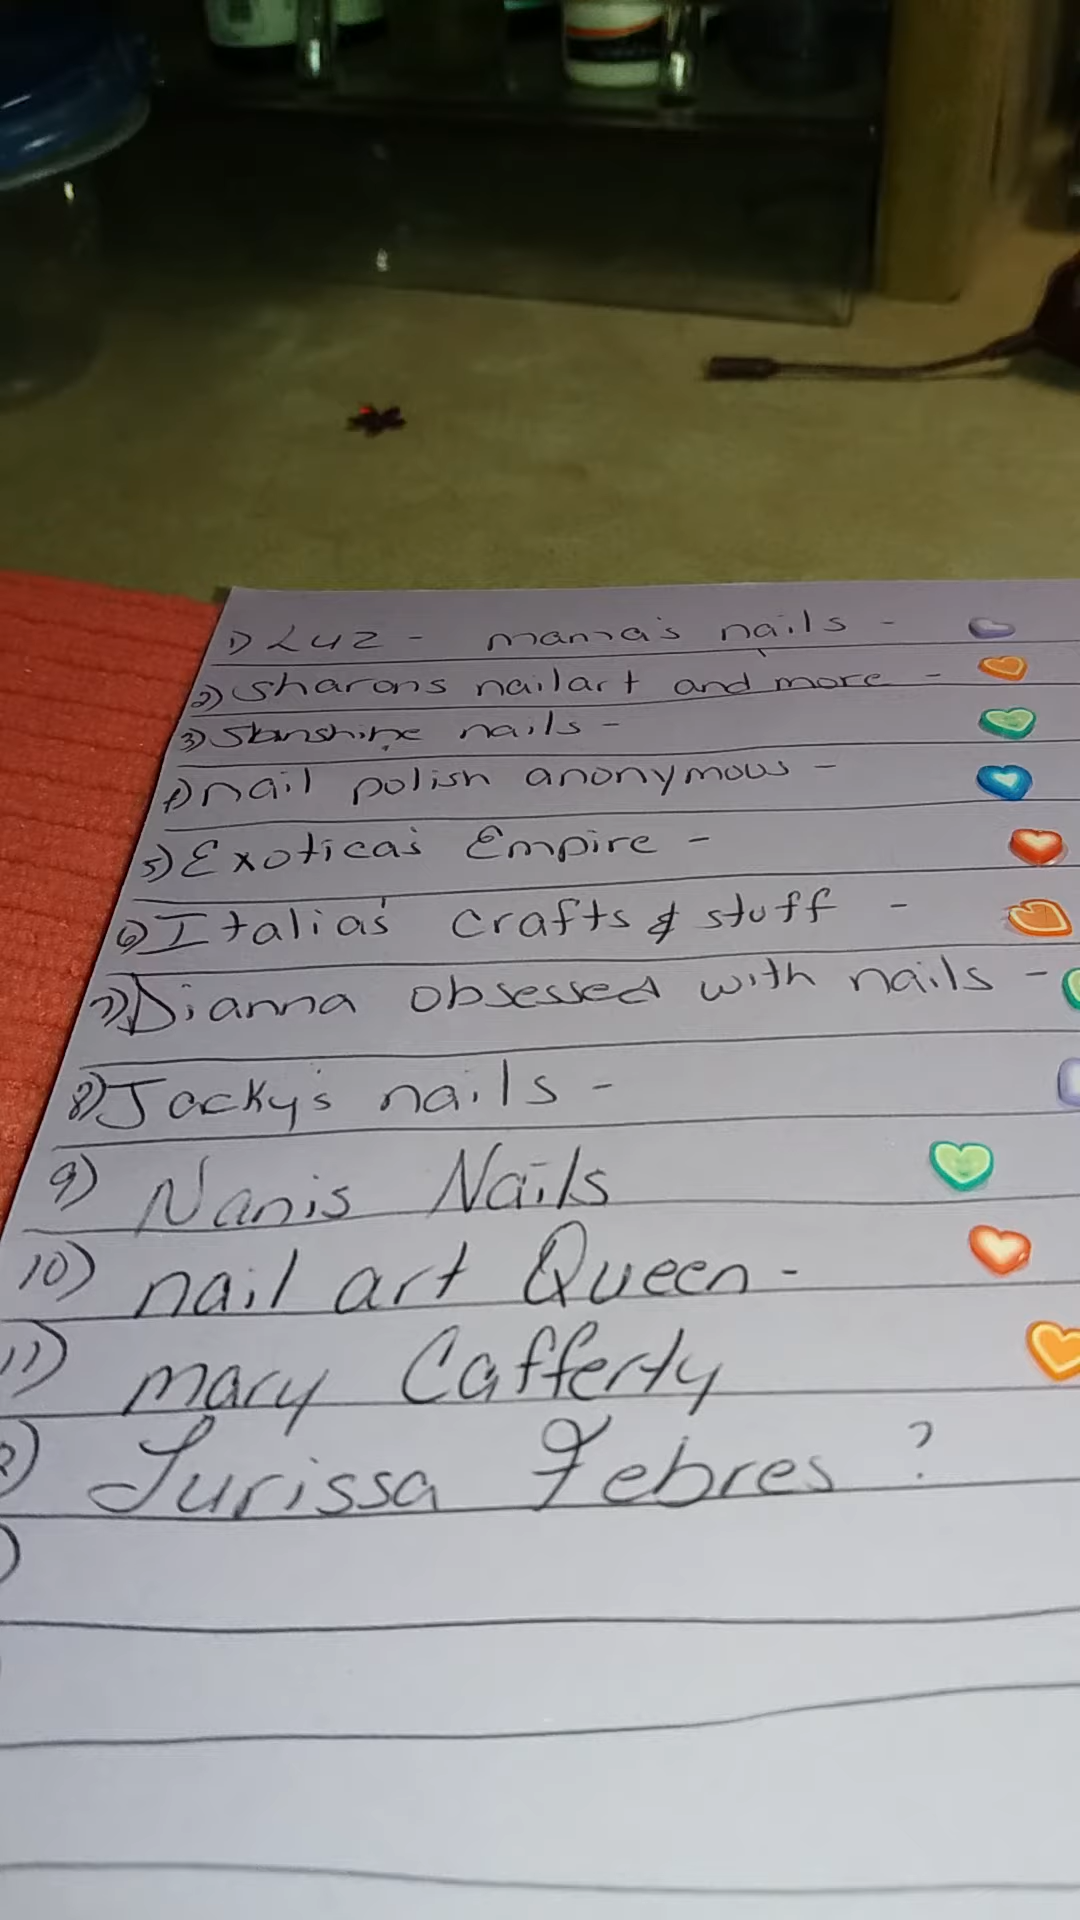 1) Luz - mama's nails -
2) Sharons nailart and more -
3) Sunshine nails -
4) nail polish anonymous -
5) Exotica's Empire -
6) Italia's crafts & stuff -
7) Dianna obsessed with nails -
8) Jacky's nails -
9) Nanis Nails
10) nail art Queen -
11) mary Cafferty
2) Jurissa Febres ?
)